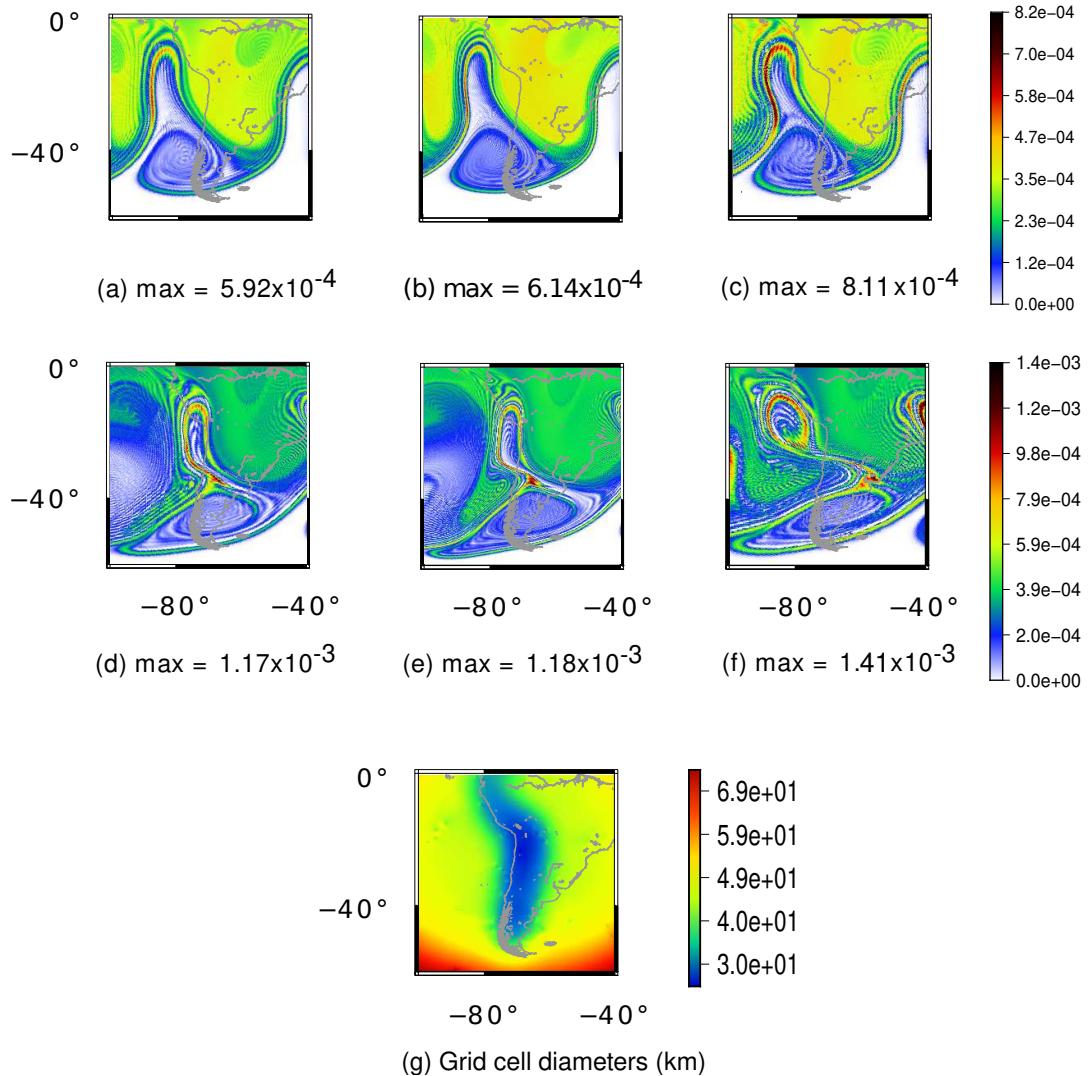 0°
−40°
8.2e−04
7.0e−04
5.8e−04
4.7e−04
3.5e−04
2.3e−04
1.2e−04
0.0e+00
(a) max = 5.92x10-4
(b) max = 6.14x10-4
(c) max = 8.11x10-4
0°
−40°
1.4e−03
1.2e−03
9.8e−04
7.9e−04
5.9e−04
3.9e−04
2.0e−04
0.0e+00
−80°
−40°
−80°
−40°
−80°
−40°
(d) max = 1.17x10-3
(e) max = 1.18x10-3
(f) max = 1.41x10-3
0°
−40°
6.9e+01
5.9e+01
4.9e+01
4.0e+01
3.0e+01
−80°
−40°
(g) Grid cell diameters (km)